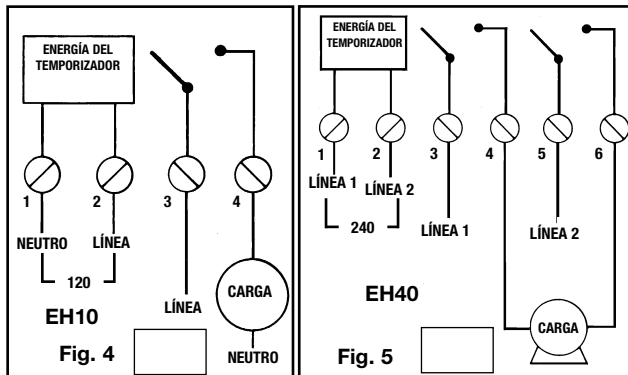 ENERGÍA DEL
TEMPORIZADOR
1
2
3
4
NEUTRO
LÍNEA
120
LÍNEA
CARGA
NEUTRO
EH10
Fig. 4
ENERGÍA DEL
TEMPORIZADOR
1
2
3
4
5
6
LÍNEA 1
LÍNEA 2
240
LÍNEA 1
LÍNEA 2
EH40
CARGA
Fig. 5